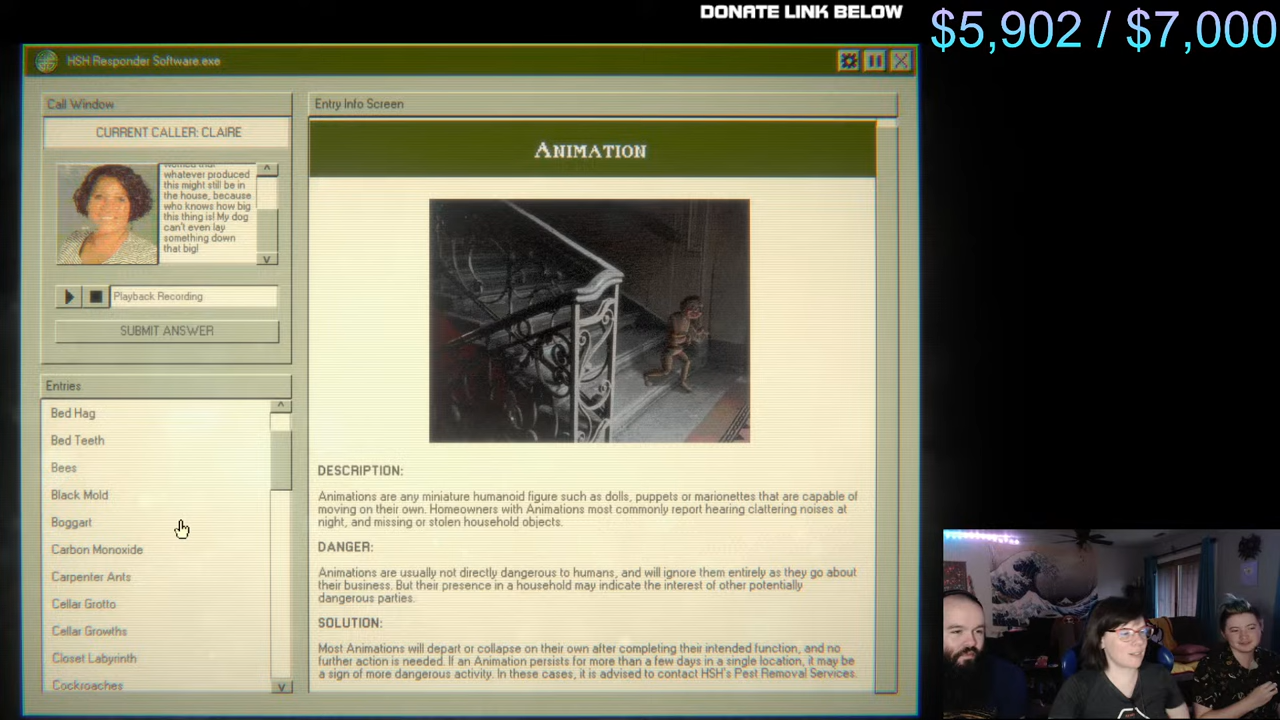 DONATE LINK BELOW
$5,902 / $7,000
HSH Responder Software.exe
Call Window
CURRENT CALLER: CLAIRE
whatever produced
this might still be in
the house, because
who knows how big
this thing is! My dog
can't even lay
something down
that big!
Playback Recording
SUBMIT ANSWER
Entries
Bed Hag
Bed Teeth
Bees
Black Mold
Boggart
Carbon Monoxide
Carpenter Ants
Cellar Grotto
Cellar Growths
Closet Labyrinth
Cockroaches
Entry Info Screen
ANIMATION
DESCRIPTION:
Animations are any miniature humanoid figure such as dolls, puppets or marionettes that are capable of
moving on their own. Homeowners with Animations most commonly report hearing clattering noises at
night, and missing or stolen household objects.
DANGER:
Animations are usually not directly dangerous to humans, and will ignore them entirely as they go about
their business. But their presence in a household may indicate the interest of other potentially
dangerous parties.
SOLUTION:
Most Animations will depart or collapse on their own after completing their intended function, and no
further action is needed. If an Animation persists for more than a few days in a single location, it may be
a sign of more dangerous activity. In these cases, it is advised to contact HSH's Pest Removal Services.